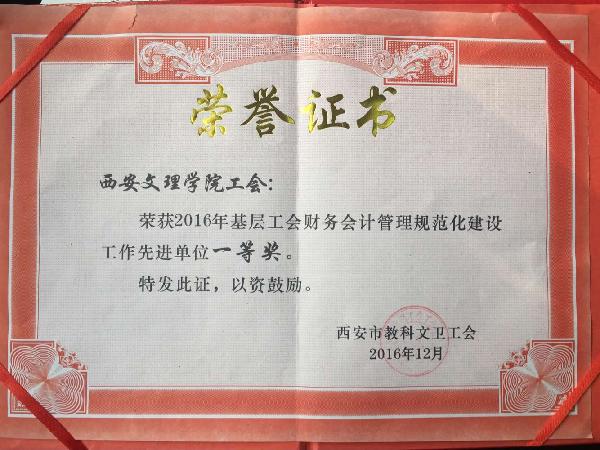 荣誉证书
西安文理学院工会：
荣获2016年基层工会财务会计管理规范化建设
工作先进单位一等奖。
特发此证，以资鼓励。
西安市教科文卫工会
2016年12月